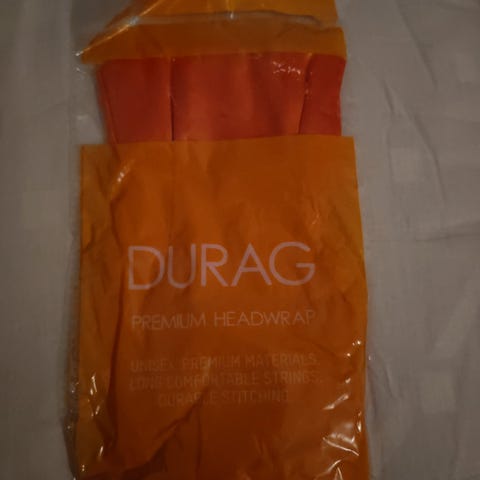 DURAG
PREMIUM HEADWRAP
UNISEX. PREMIUM MATERIALS.
LONG COMFORTABLE STRINGS.
DURABLE STITCHING.